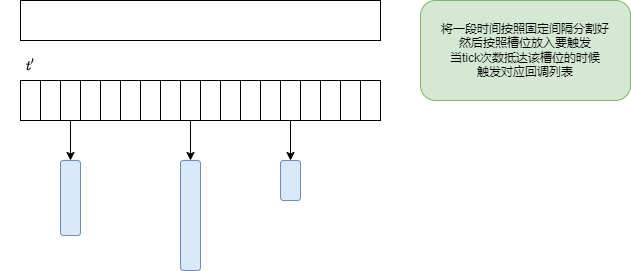 t′
将一段时间按照固定间隔分割好
然后按照槽位放入要触发
当tick次数抵达该槽位的时候
触发对应回调列表